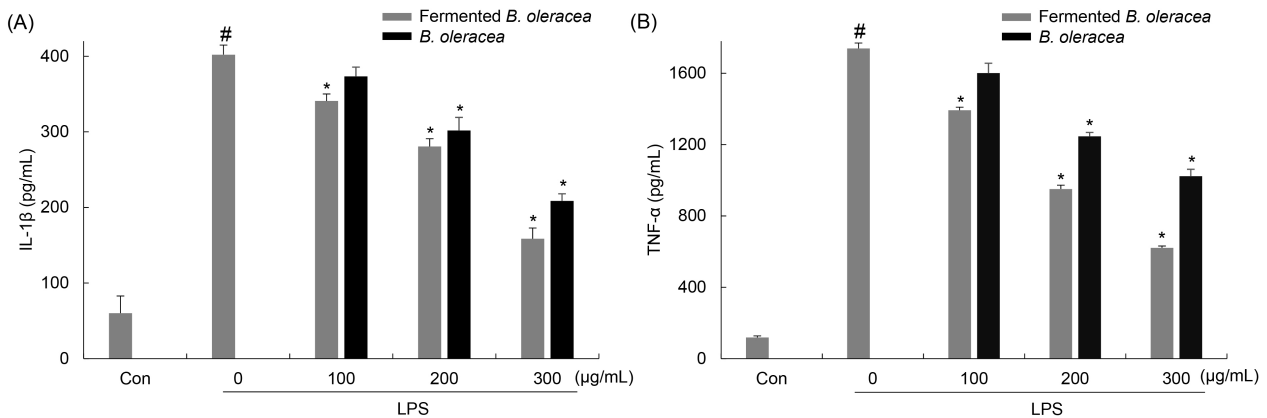 (A)
Fermented B. oleracea
B. oleracea
#
400
*
300
* *
200
*
*
100
0
IL-1β (pg/mL)
Con 0 100 200 300 (μg/mL)
LPS
(B)
Fermented B. oleracea
B. oleracea
#
1600
*
1200
*
*
800
*
*
400
0
TNF-α (pg/mL)
Con 0 100 200 300 (μg/mL)
LPS